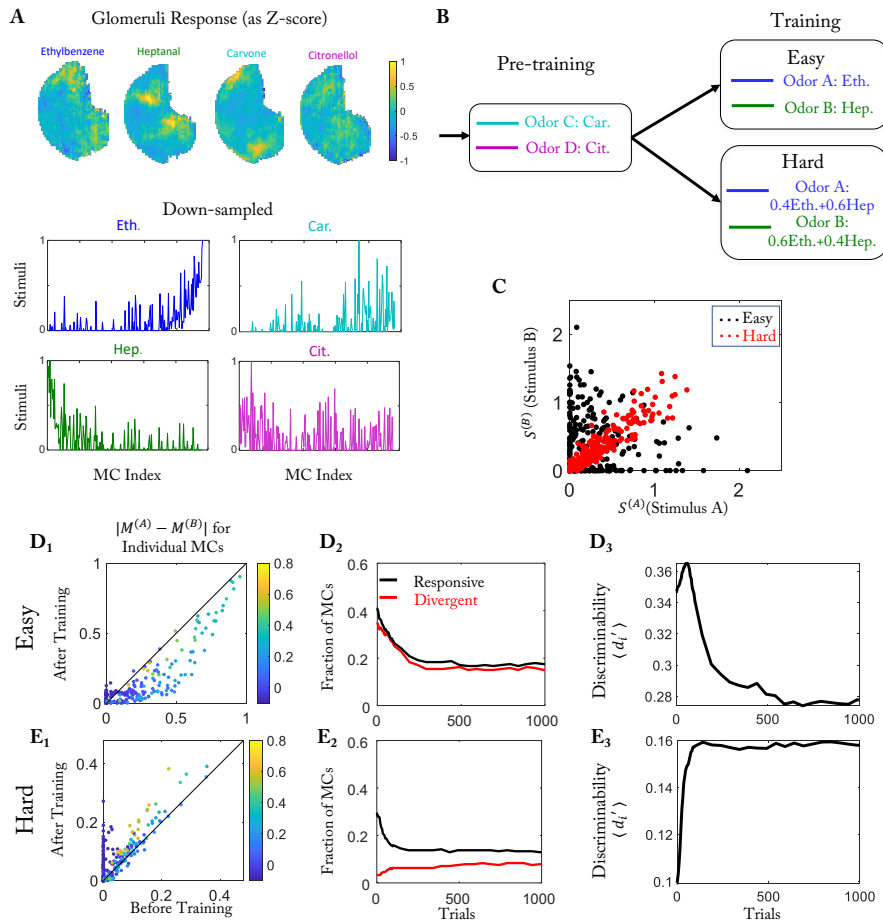 A
Glomeruli Response (as Z-score)
Ethylbenzene
Heptanal
Carvone
Citronellol
1
0.5
0
-0.5
-1
Down-sampled
Eth.
Car.
Stimuli
1
0
1
0
Hep.
Cit.
Stimuli
1
0
1
0
MC Index
MC Index
B
Pre-training
Odor C: Car.
Odor D: Cit.
Training
Easy
Odor A: Eth.
Odor B: Hep.
Hard
Odor A:
0.4Eth.+0.6Hep
Odor B:
0.6Eth.+0.4Hep.
C
Easy
Hard
S(B) (Stimulus B)
2
1
0
0
1
2
S(A)(Stimulus A)
D1
|M(A) − M(B)| for
Individual MCs
Easy
After Training
1
0.5
0
0
0.5
1
0.8
0.6
0.4
0.2
0
D2
Fraction of MCs
0.6
0.4
0.2
0
Responsive
Divergent
0
500
1000
D3
Discriminability
⟨ di′ ⟩
0.36
0.34
0.32
0.3
0.28
0
500
1000
E1
Hard
After Training
0.4
0.2
0
0
0.2
0.4
Before Training
0.8
0.6
0.4
0.2
0
E2
Fraction of MCs
0.6
0.4
0.2
0
0
500
1000
Trials
E3
Discriminability
⟨ di′ ⟩
0.16
0.14
0.12
0.1
0
500
1000
Trials